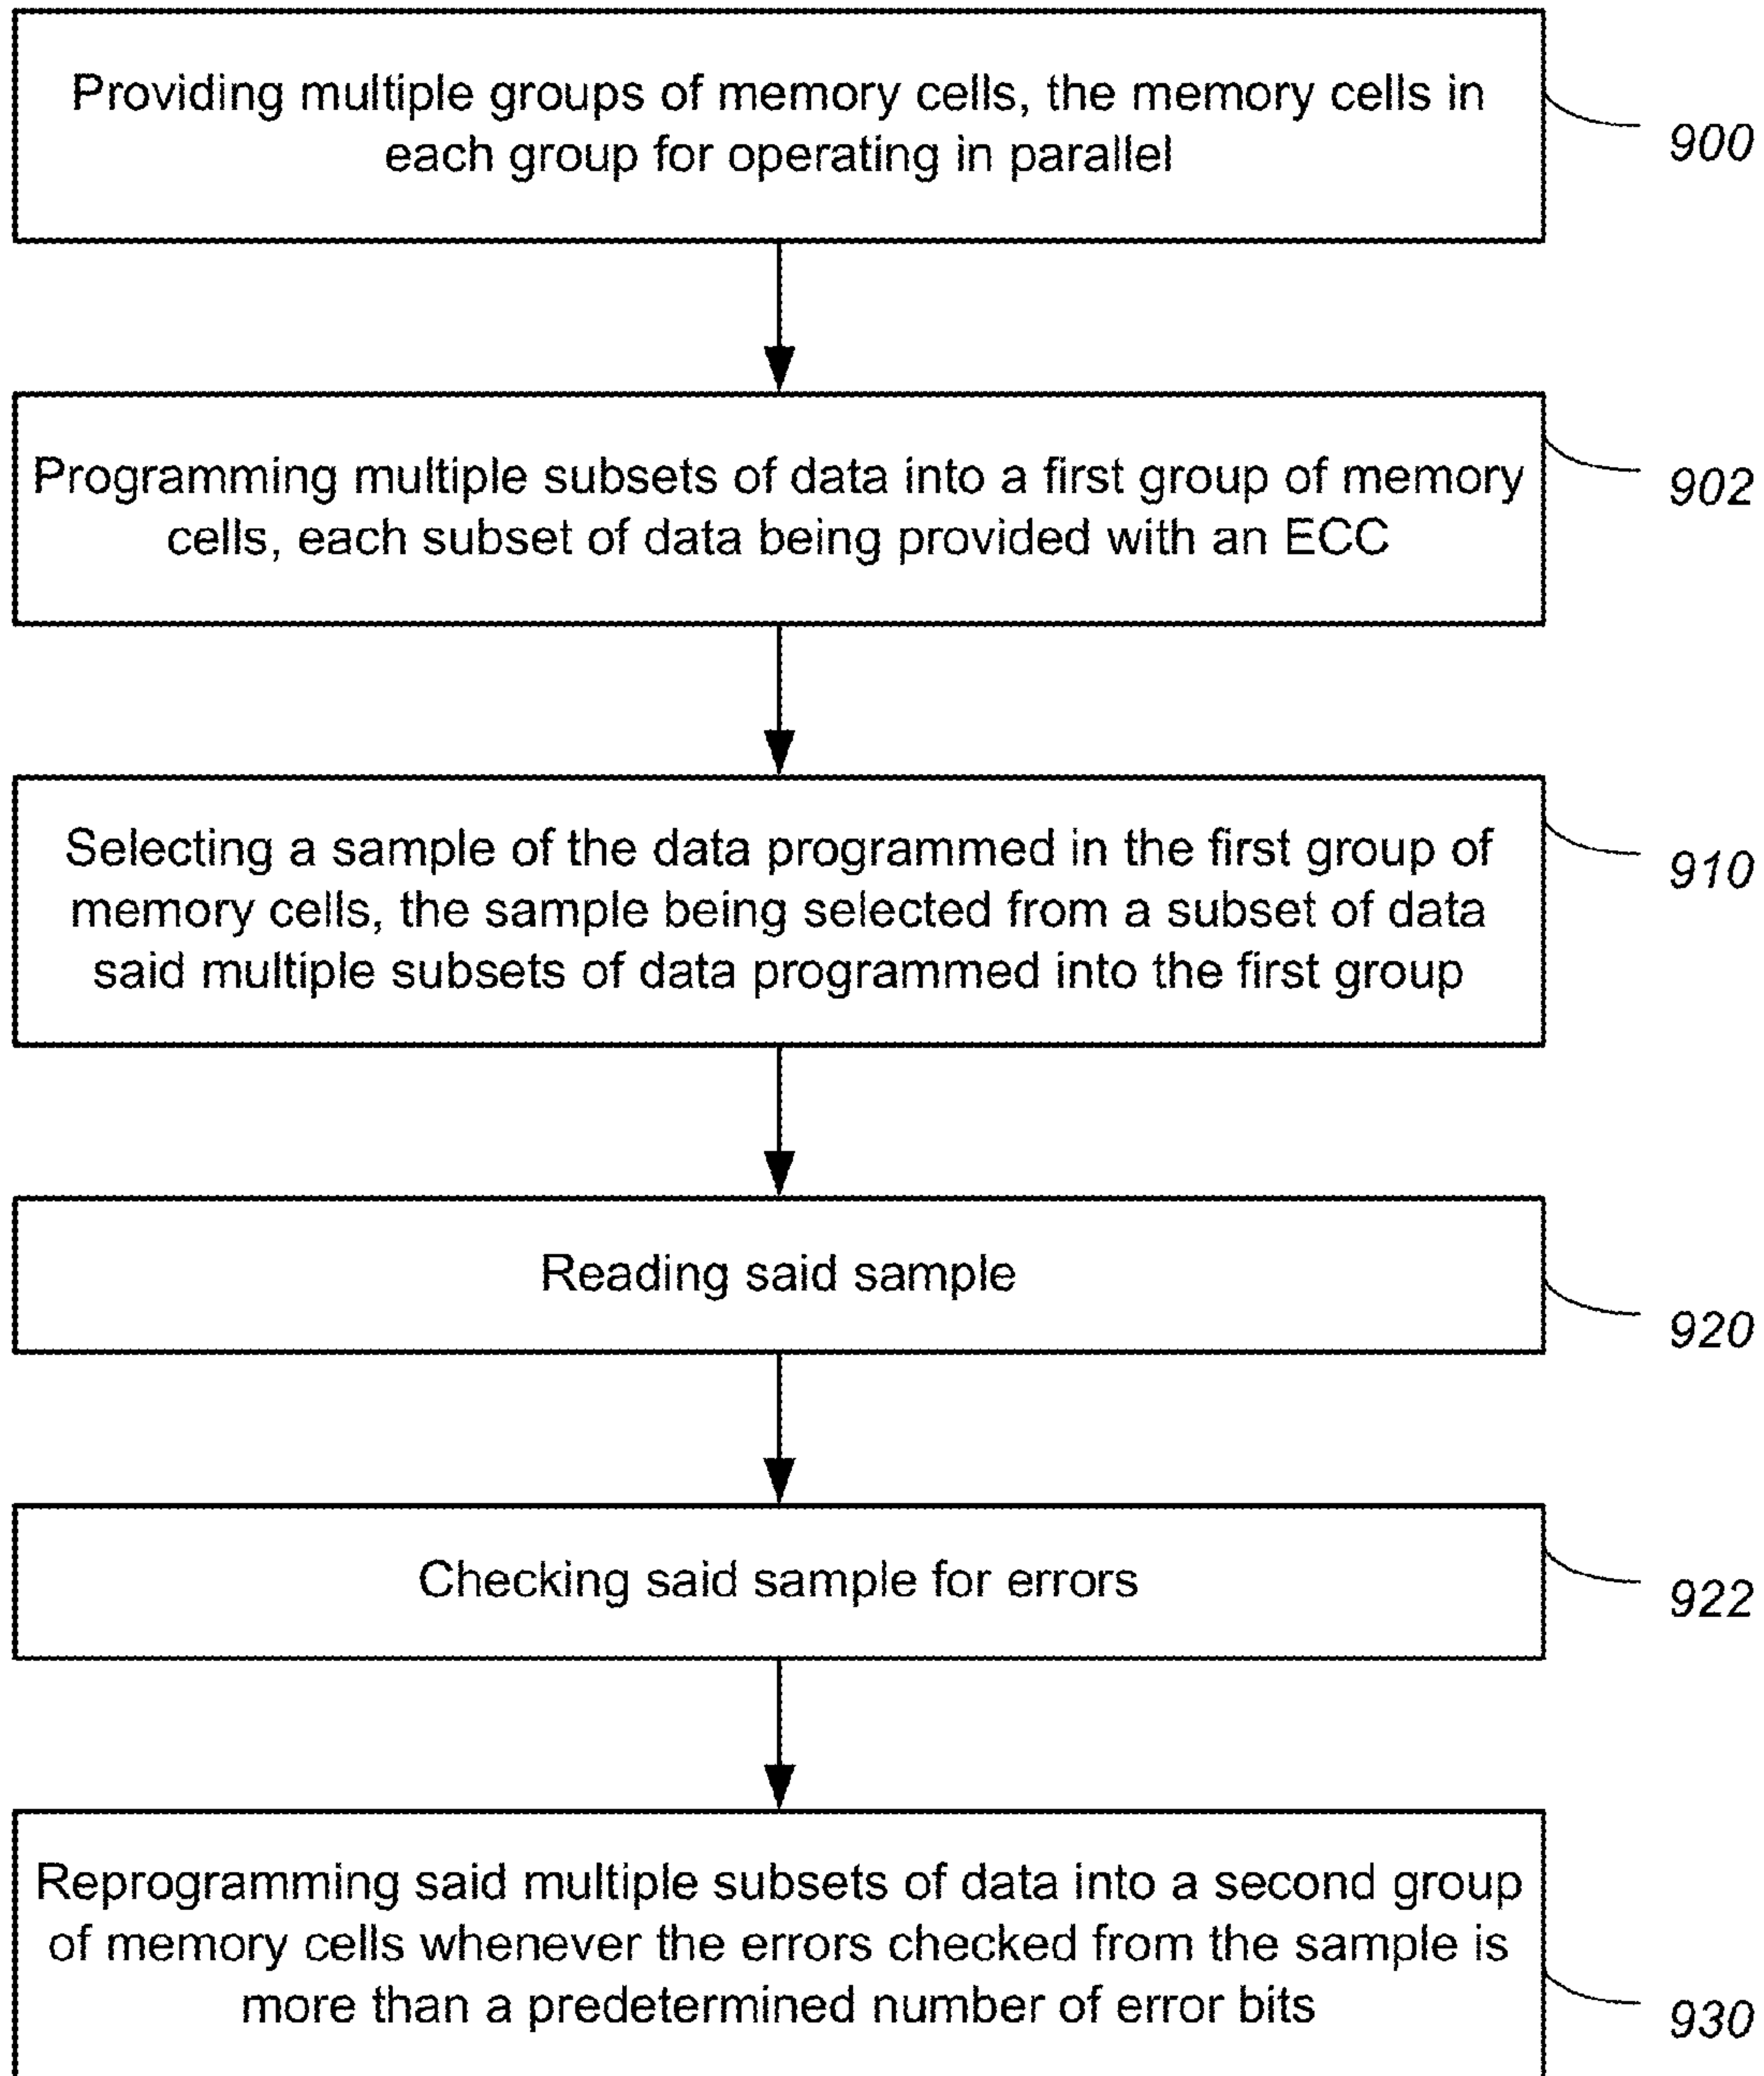 Providing multiple groups of memory cells, the memory cells in
each group for operating in parallel
900
Programming multiple subsets of data into a first group of memory
cells, each subset of data being provided with an ECC
902
Selecting a sample of the data programmed in the first group of
memory cells, the sample being selected from a subset of data
said multiple subsets of data programmed into the first group
910
Reading said sample
920
Checking said sample for errors
922
Reprogramming said multiple subsets of data into a second group
of memory cells whenever the errors checked from the sample is
more than a predetermined number of error bits
930